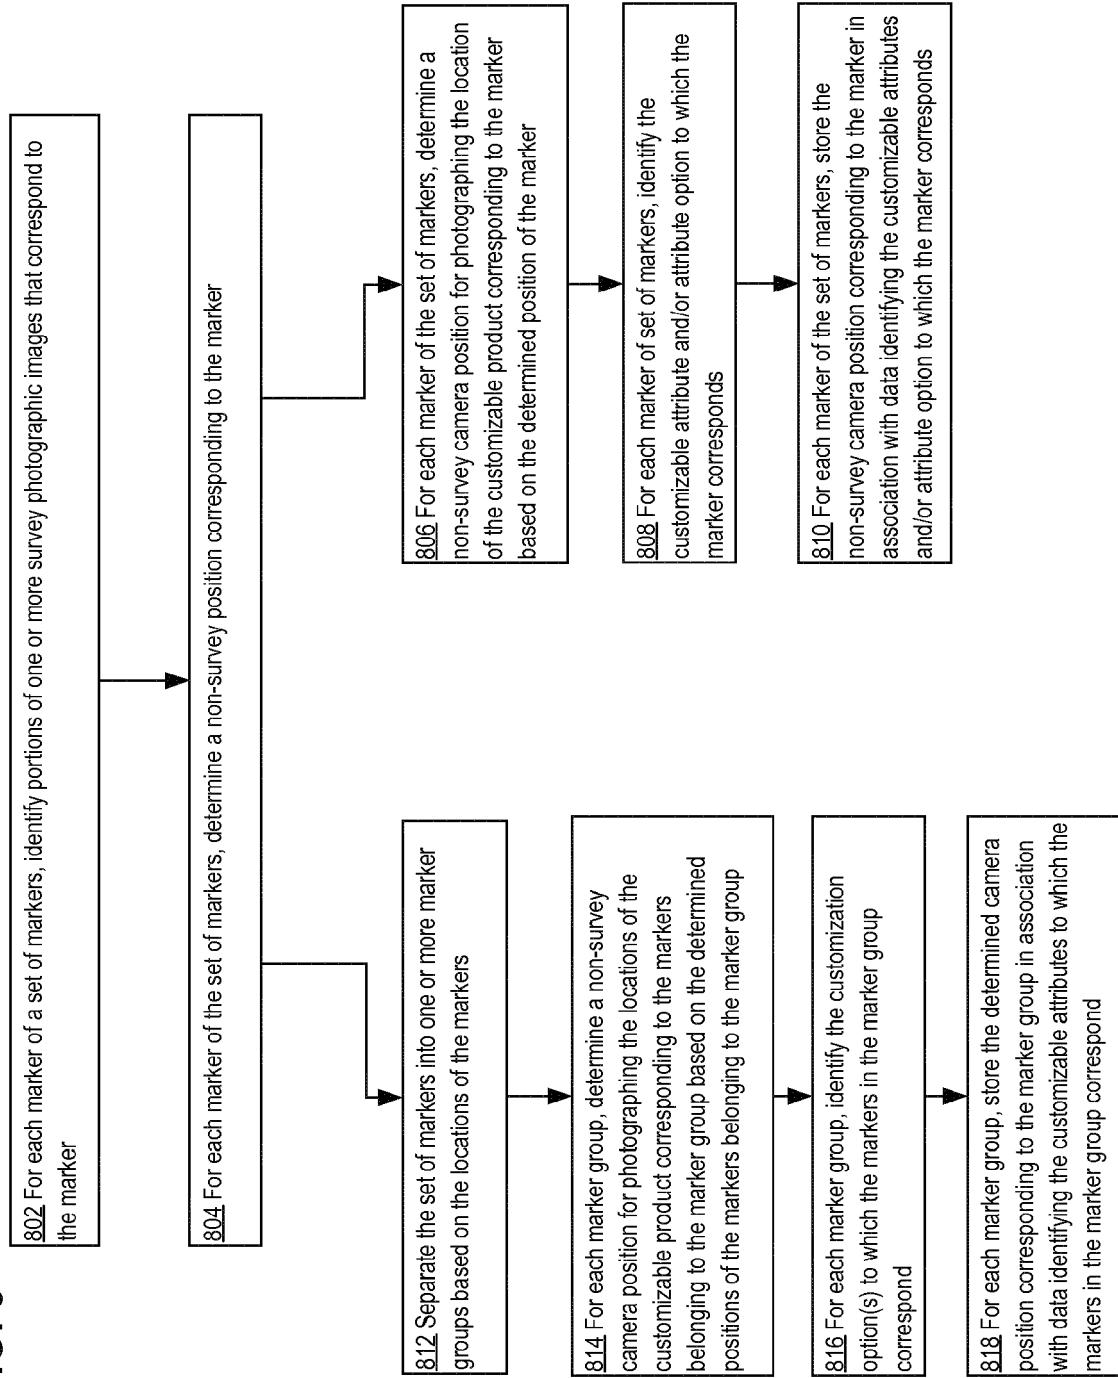 802 For each marker of a set of markers, identify portions of one or more survey photographic images that correspond to
the marker
804 For each marker of the set of markers, determine a non-survey position corresponding to the marker
812 Separate the set of markers into one or more marker
groups based on the locations of the markers
814 For each marker group, determine a non-survey
camera position for photographing the locations of the
customizable product corresponding to the markers
belonging to the marker group based on the determined
positions of the markers belonging to the marker group
816 For each marker group, identify the customization
option(s) to which the markers in the marker group
correspond
818 For each marker group, store the determined camera
position corresponding to the marker group in association
with data identifying the customizable attributes to which the
markers in the marker group correspond
806 For each marker of the set of markers, determine a
non-survey camera position for photographing the location
of the customizable product corresponding to the marker
based on the determined position of the marker
808 For each marker of set of markers, identify the
customizable attribute and/or attribute option to which the
marker corresponds
810 For each marker of the set of markers, store the
non-survey camera position corresponding to the marker in
association with data identifying the customizable attributes
and/or attribute option to which the marker corresponds